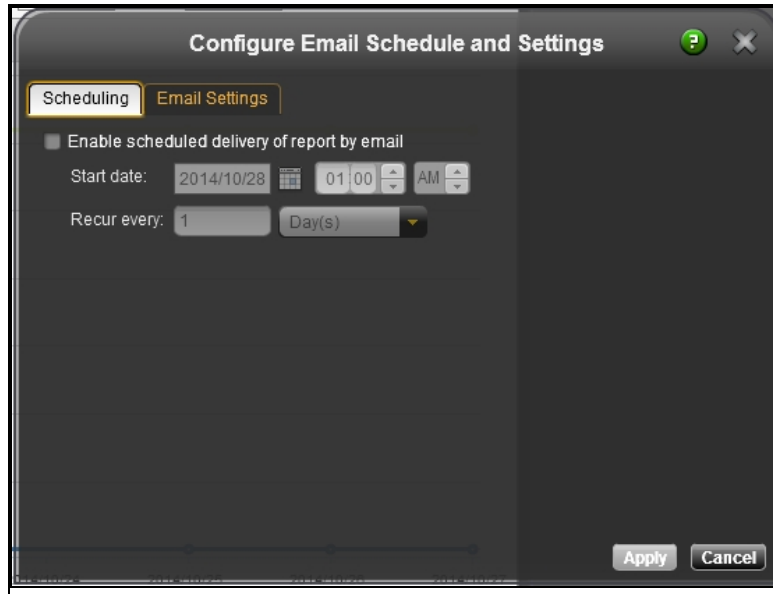 Configure Email Schedule and Settings
Scheduling Email Settings
Enable scheduled delivery of report by email
Start date: 2014/10/28 01 00 AM
Recur every: 1 Day(s)
Apply Cancel